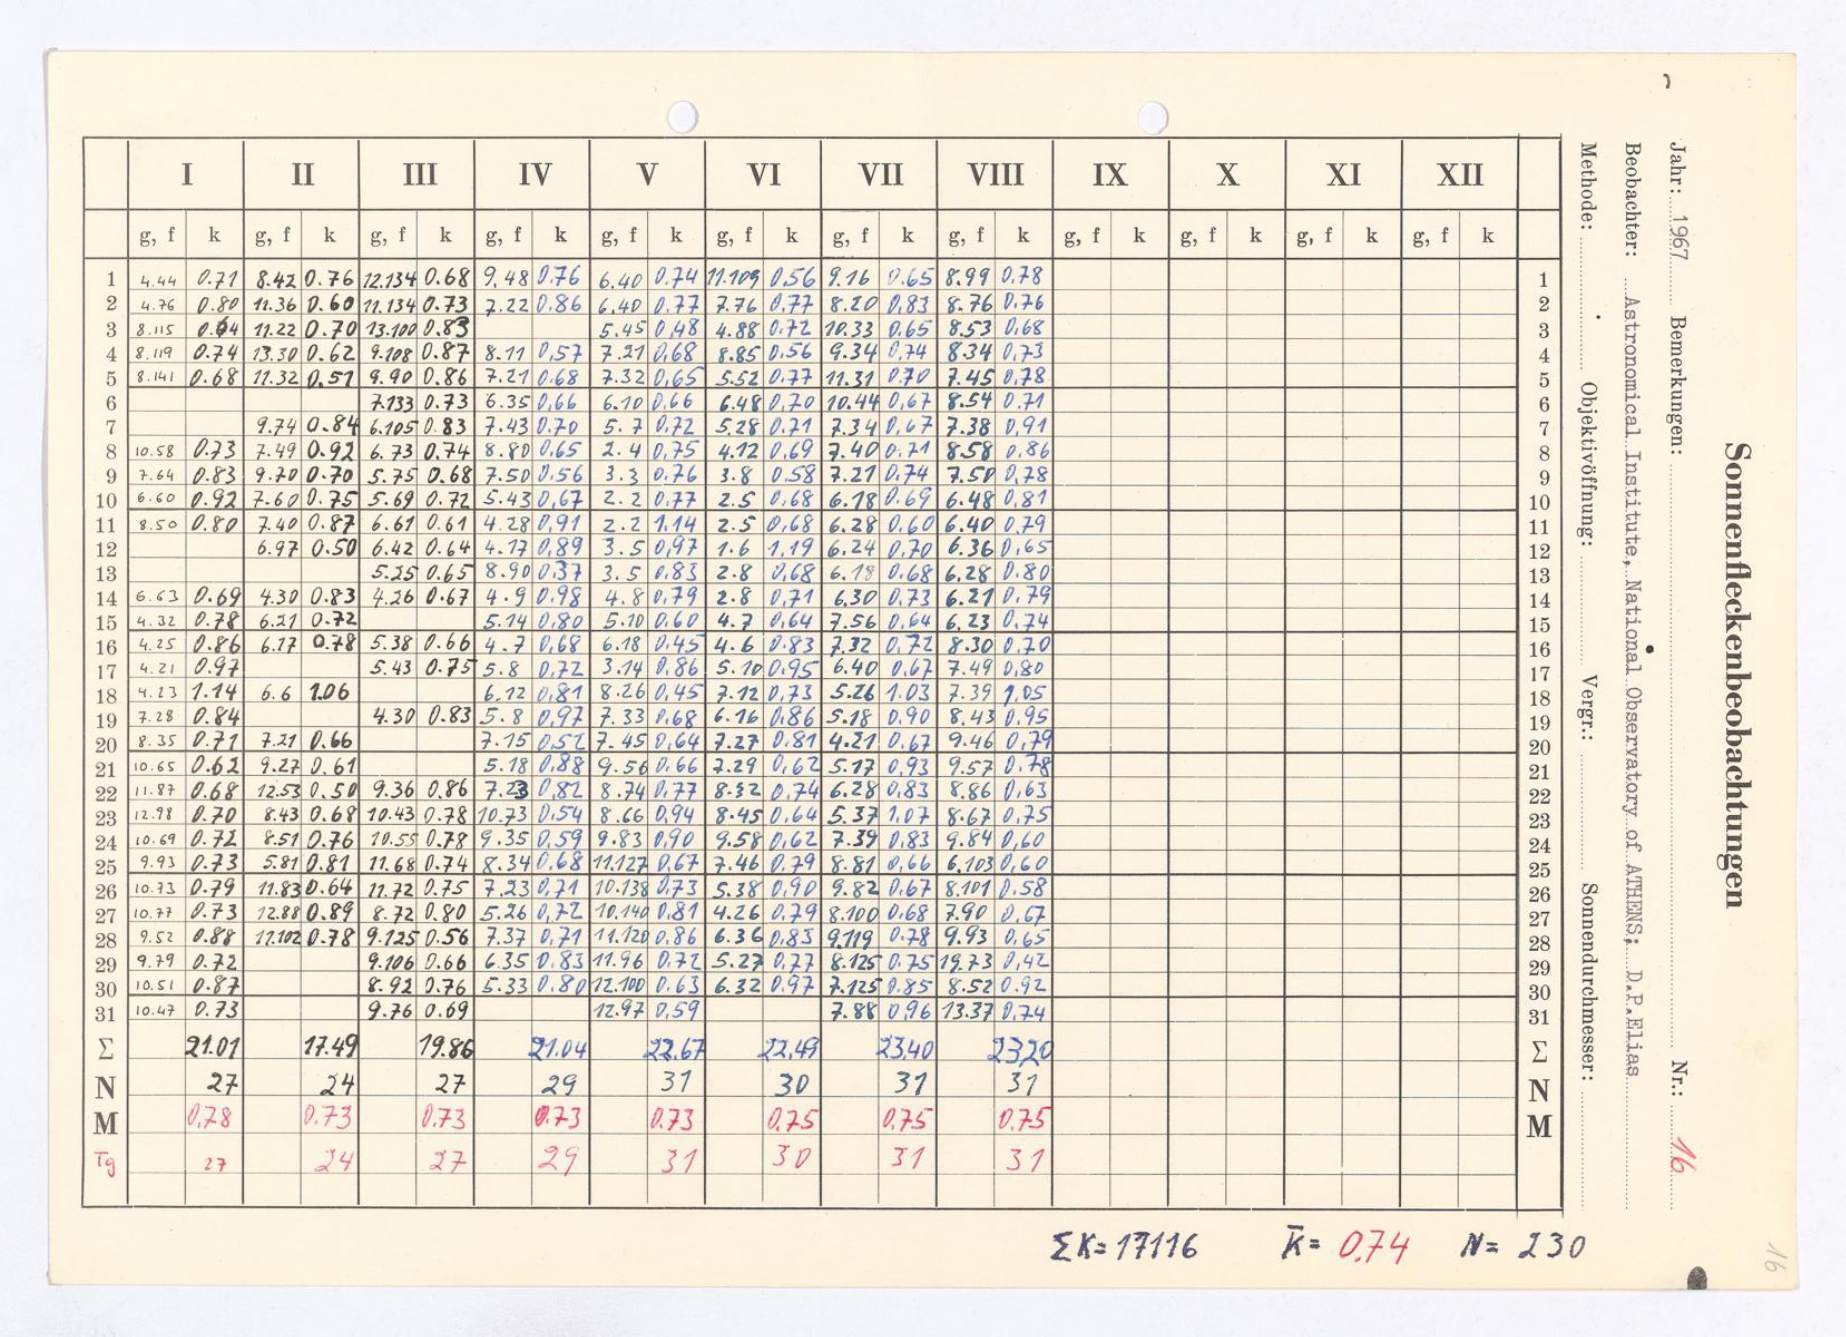 Sonnenfleckenbeobachtungen
Jahr: 1967 Bemerkungen: Nr.: 16
Beobachter: Astronomical Institute, National Observatory of ATHENS; D.P.Elias
Methode: Objektivöffnung: Vergr.: Sonnendurchmesser:
I II III IV V VI VII VIII IX X XI XII
g, f k g, f k g, f k g, f k g, f k g, f k g, f k g, f k g, f k g, f k g, f k g, f k
1 4.44 0.71 8.42 0.76 12.134 0.68 9.48 0.76 6.40 0.74 11.109 0.56 9.16 0.65 8.99 0.78 1
2 4.76 0.80 11.36 0.60 11.134 0.73 7.22 0.86 6.40 0.77 7.76 0.77 8.20 0.83 8.76 0.76 2
3 8.115 0.64 11.22 0.70 13.100 0.83 5.45 0.48 4.88 0.72 10.33 0.65 8.53 0.68 3
4 8.119 0.74 13.30 0.62 9.108 0.87 8.11 0.57 7.21 0.68 8.85 0.56 9.34 0.74 8.34 0.73 4
5 8.141 0.68 11.32 0.51 9.90 0.86 7.21 0.68 7.32 0.65 5.52 0.77 11.31 0.70 7.45 0.78 5
6 7.133 0.73 6.35 0.66 6.10 0.66 6.48 0.70 10.44 0.67 8.54 0.71 6
7 9.74 0.84 6.105 0.83 7.43 0.70 5.7 0.72 5.28 0.71 7.34 0.67 7.38 0.91 7
8 10.58 0.73 7.49 0.92 6.73 0.74 8.80 0.65 2.4 0.75 4.12 0.69 7.40 0.71 8.58 0.86 8
9 7.64 0.83 9.70 0.70 5.75 0.68 7.50 0.56 3.3 0.76 3.8 0.58 7.21 0.74 7.50 0.78 9
10 6.60 0.92 7.60 0.75 5.69 0.72 5.43 0.67 2.2 0.77 2.5 0.68 6.18 0.69 6.48 0.81 10
11 8.50 0.80 7.40 0.87 6.61 0.61 4.28 0.91 2.2 1.14 2.5 0.68 6.28 0.60 6.40 0.79 11
12 6.97 0.50 6.42 0.64 4.17 0.89 3.5 0.97 1.6 1.19 6.24 0.70 6.36 0.65 12
13 5.25 0.65 8.90 0.37 3.5 0.83 2.8 0.68 6.18 0.68 6.28 0.80 13
14 6.63 0.69 4.30 0.83 4.26 0.67 4.9 0.98 4.8 0.79 2.8 0.71 6.30 0.73 6.21 0.79 14
15 4.32 0.78 6.21 0.72 5.14 0.80 5.10 0.60 4.7 0.64 7.56 0.64 6.23 0.74 15
16 4.25 0.86 6.17 0.78 5.38 0.66 4.7 0.68 6.18 0.45 4.6 0.83 7.32 0.72 8.30 0.70 16
17 4.21 0.97 5.43 0.75 5.8 0.72 3.14 0.86 5.10 0.95 6.40 0.67 7.49 0.80 17
18 4.23 1.14 6.6 1.06 6.12 0.81 8.26 0.45 7.12 0.73 5.26 1.03 7.39 1.05 18
19 7.28 0.84 4.30 0.83 5.8 0.97 7.33 0.68 6.16 0.86 5.18 0.90 8.43 0.95 19
20 8.35 0.71 7.21 0.66 7.15 0.52 7.45 0.64 7.27 0.81 4.21 0.67 9.46 0.79 20
21 10.65 0.62 9.27 0.61 5.18 0.88 9.56 0.66 7.29 0.62 5.17 0.93 9.57 0.78 21
22 11.87 0.68 12.53 0.50 9.36 0.86 7.23 0.82 8.74 0.77 8.32 0.74 6.28 0.83 8.86 0.63 22
23 12.98 0.70 8.43 0.68 10.43 0.78 10.73 0.54 8.66 0.94 8.45 0.64 5.37 1.07 8.67 0.75 23
24 10.69 0.72 8.51 0.76 10.55 0.78 9.35 0.59 9.83 0.90 9.58 0.62 7.39 0.83 9.84 0.60 24
25 9.93 0.73 5.81 0.81 11.68 0.74 8.34 0.68 11.127 0.67 7.46 0.79 8.81 0.66 6.103 0.60 25
26 10.73 0.79 11.83 0.64 11.72 0.75 7.23 0.71 10.138 0.73 5.38 0.90 9.82 0.67 8.101 0.58 26
27 10.77 0.73 12.88 0.89 8.72 0.80 5.26 0.72 10.140 0.81 4.26 0.79 8.100 0.68 7.90 0.67 27
28 9.52 0.88 11.102 0.78 9.125 0.56 7.37 0.71 11.120 0.86 6.36 0.83 9.119 0.78 9.93 0.65 28
29 9.79 0.72 9.106 0.66 6.35 0.83 11.96 0.72 5.27 0.77 8.125 0.75 19.73 0.42 29
30 10.51 0.87 8.92 0.76 5.33 0.80 12.100 0.63 6.32 0.97 7.125 0.85 8.52 0.92 30
31 10.47 0.73 9.76 0.69 12.97 0.59 7.88 0.96 13.37 0.74 31
Σ 21.01 17.49 19.86 21.04 22.67 22.49 23.40 23.20 Σ
N 27 24 27 29 31 30 31 31 N
M 0.78 0.73 0.73 0.73 0.73 0.75 0.75 0.75 M
Tg 27 24 27 29 31 30 31 31
ΣK= 17116 K̄= 0.74 N= 230
16